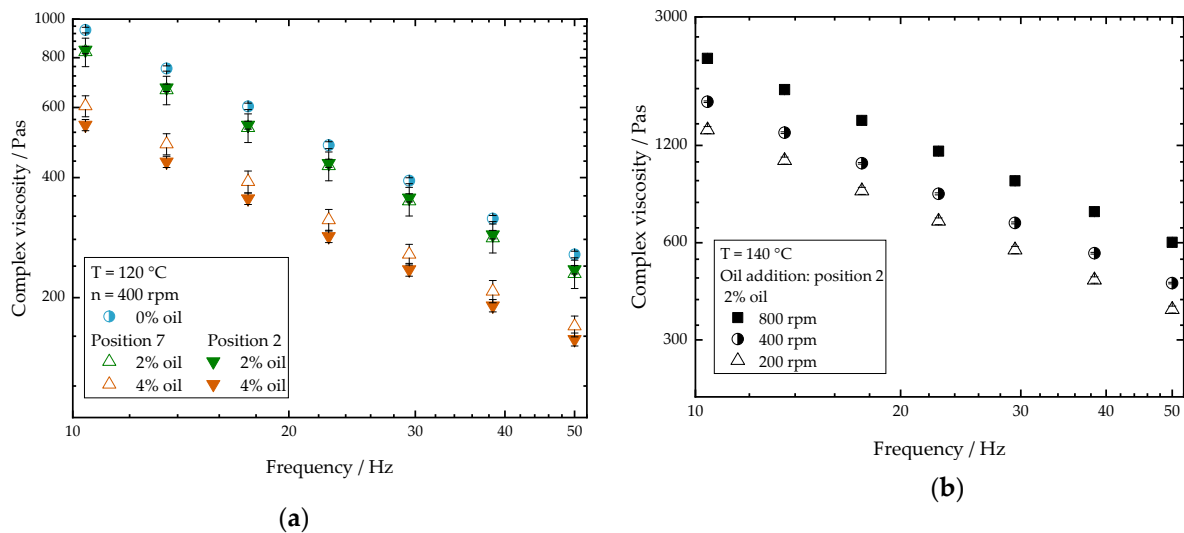 1000
800
600
400
200
Complex viscosity / Pas
T = 120 °C
n = 400 rpm
0% oil
Position 7 Position 2
2% oil 2% oil
4% oil 4% oil
10 20 30 40 50
Frequency / Hz
(a)
3000
1200
600
300
Complex viscosity / Pas
T = 140 °C
Oil addition: position 2
2% oil
800 rpm
400 rpm
200 rpm
10 20 30 40 50
Frequency / Hz
(b)